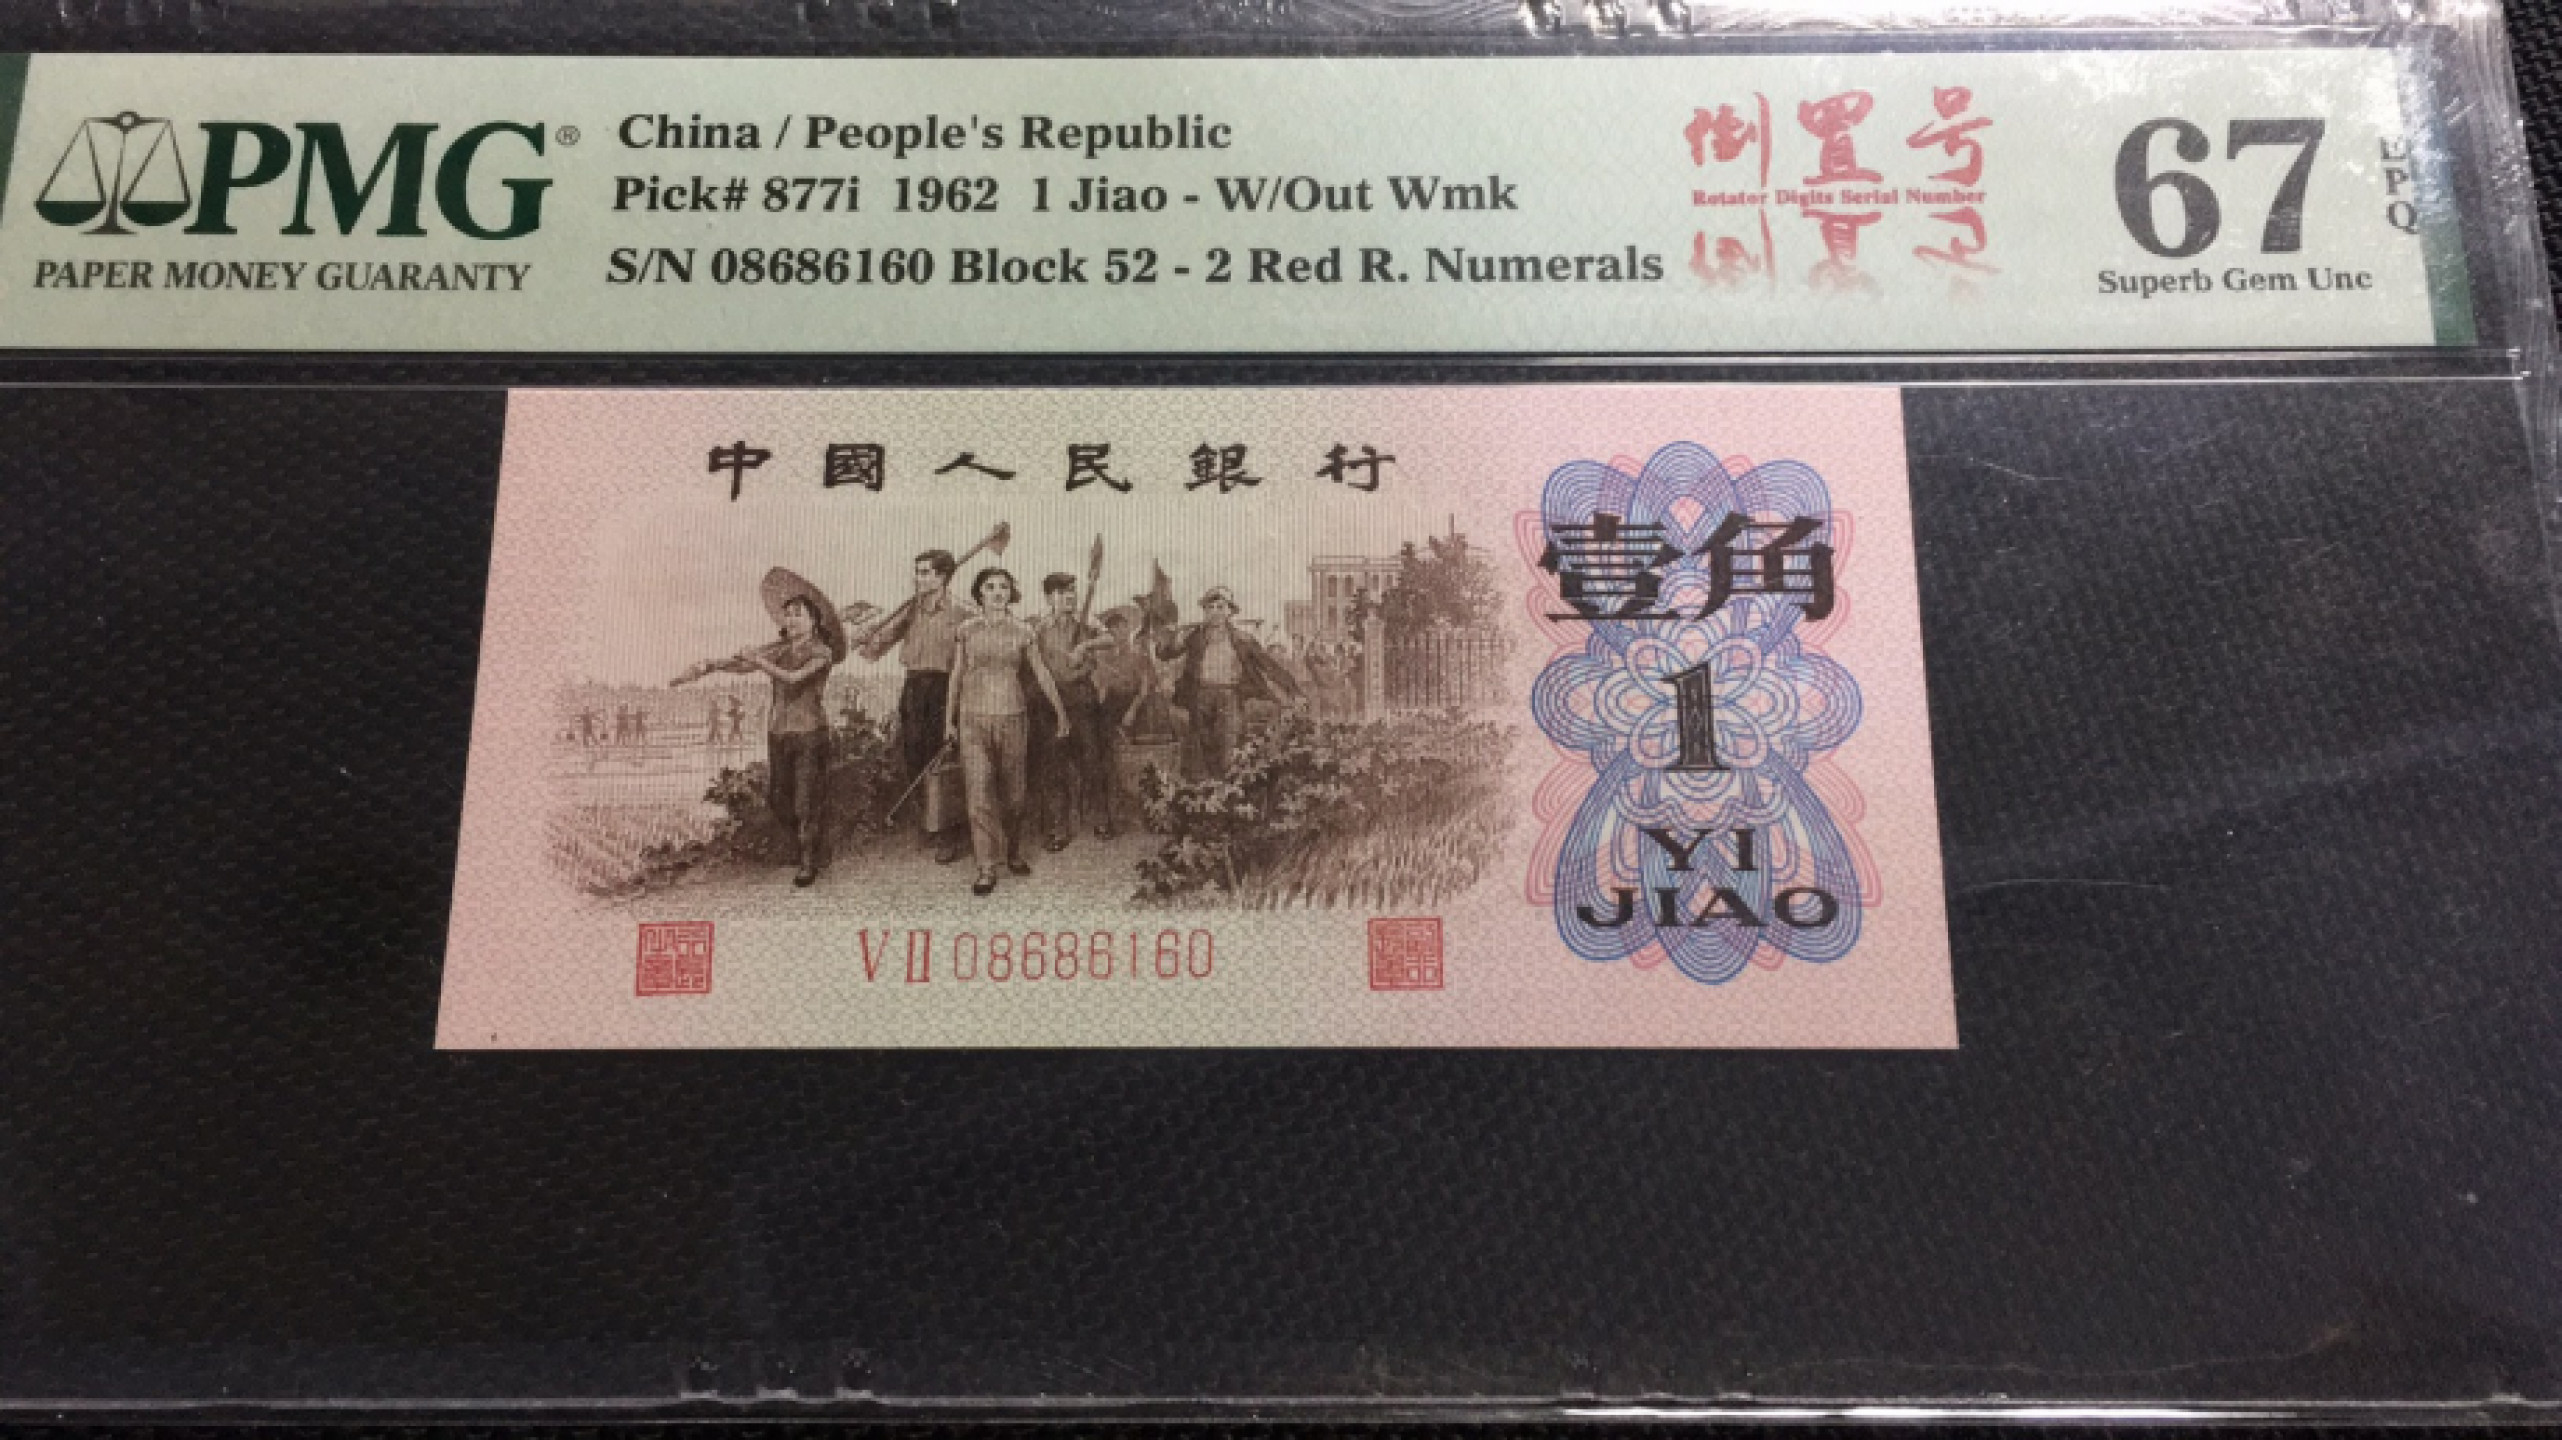 PMG®
PAPER MONEY GUARANTY
China / People's Republic
Pick# 877i 1962 1 Jiao - W/Out Wmk
S/N 08686160 Block 52 - 2 Red R. Numerals
倒置号
Rotator Digits Serial Number
67
EPQ
Superb Gem Unc
中國人民銀行
壹角
1
YI
JIAO
VII 08686160